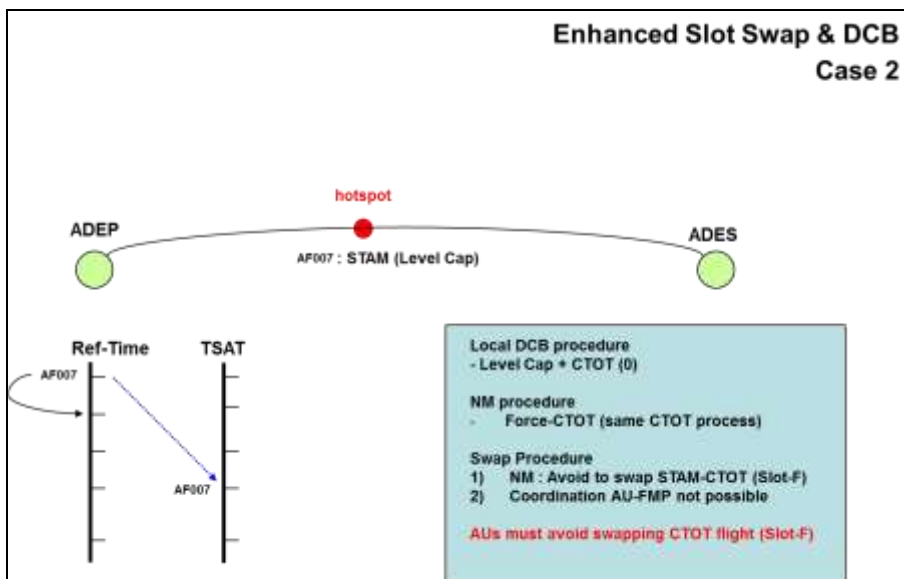 Enhanced Slot Swap & DCB
Case 2
hotspot
ADEP
ADES
AF007 : STAM (Level Cap)
Ref-Time
TSAT
AF007
AF007
Local DCB procedure
- Level Cap + CTOT (0)
NM procedure
- Force-CTOT (same CTOT process)
Swap Procedure
1) NM : Avoid to swap STAM-CTOT (Slot-F)
2) Coordination AU-FMP not possible
AUs must avoid swapping CTOT flight (Slot-F)